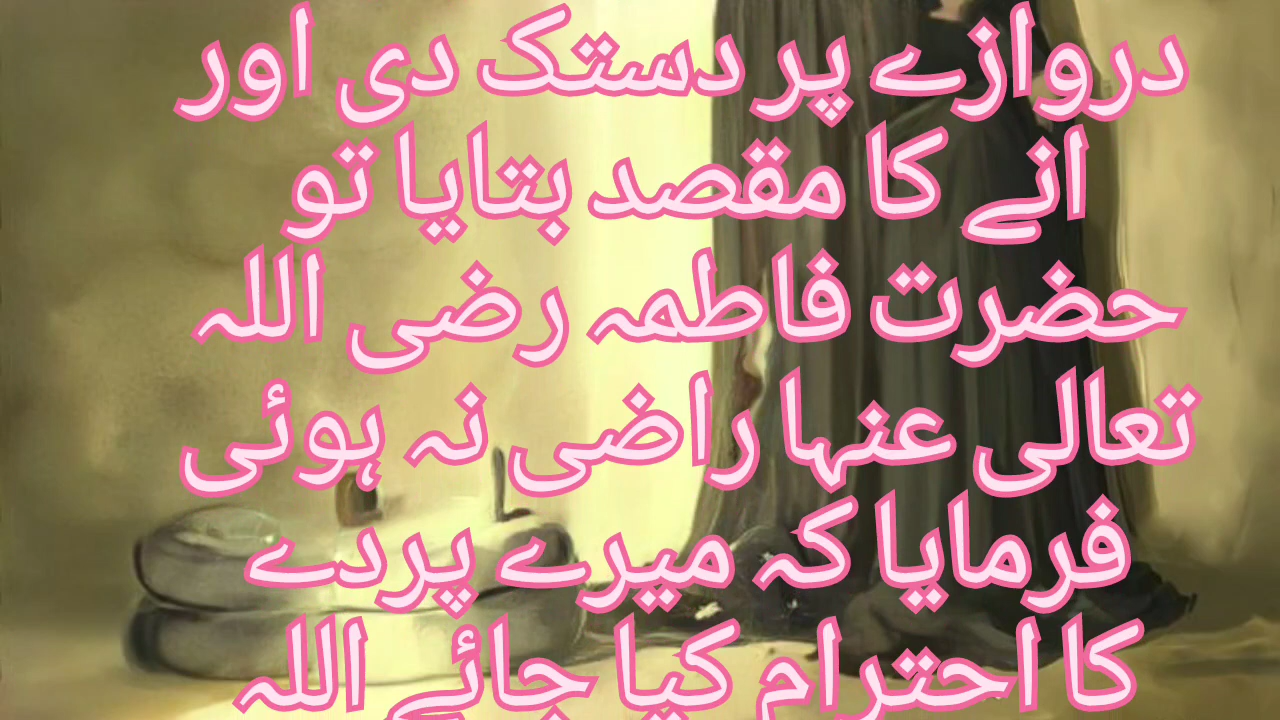 دروازے پر دستک دی اور
انے کا مقصد بتایا تو
حضرت فاطمہ رضی اللہ
تعالی عنہا راضی نہ ہوئی
فرمایا کہ میرے پردے
کا احترام کیا جائے اللہ